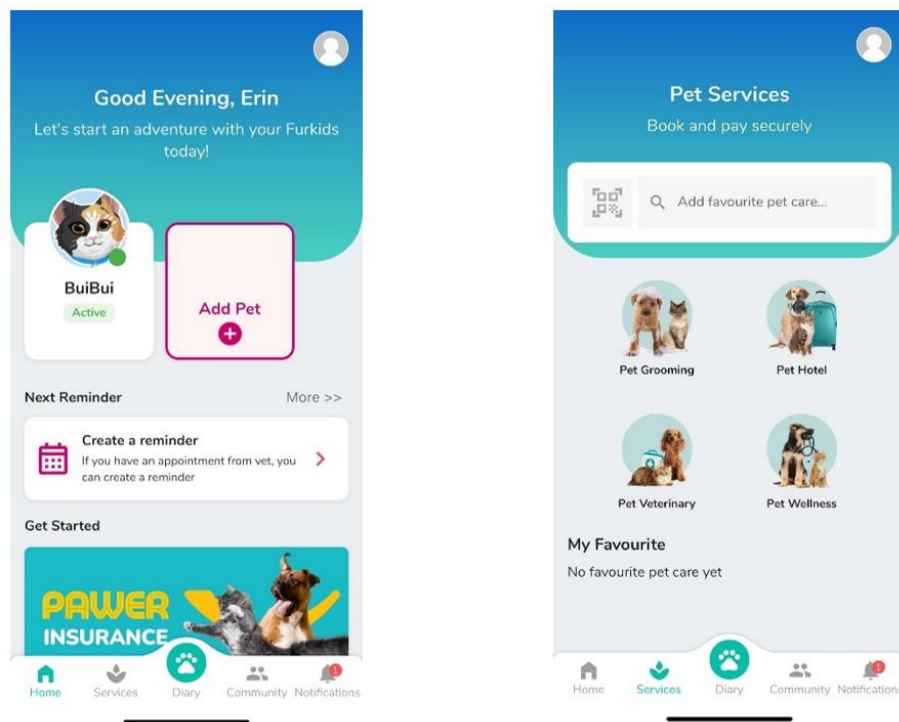 Good Evening, Erin
Let's start an adventure with your Furkids
today!
BuiBui
Active
Add Pet
Next Reminder
More >>
Create a reminder
If you have an appointment from vet, you
can create a reminder
Get Started
PAWER
INSURANCE
Home
Services
Diary
Community
1
Notifications
Pet Services
Book and pay securely
Add favourite pet care...
Pet Grooming
Pet Hotel
Pet Veterinary
Pet Wellness
My Favourite
No favourite pet care yet
Home
Services
Diary
Community
1
Notifications